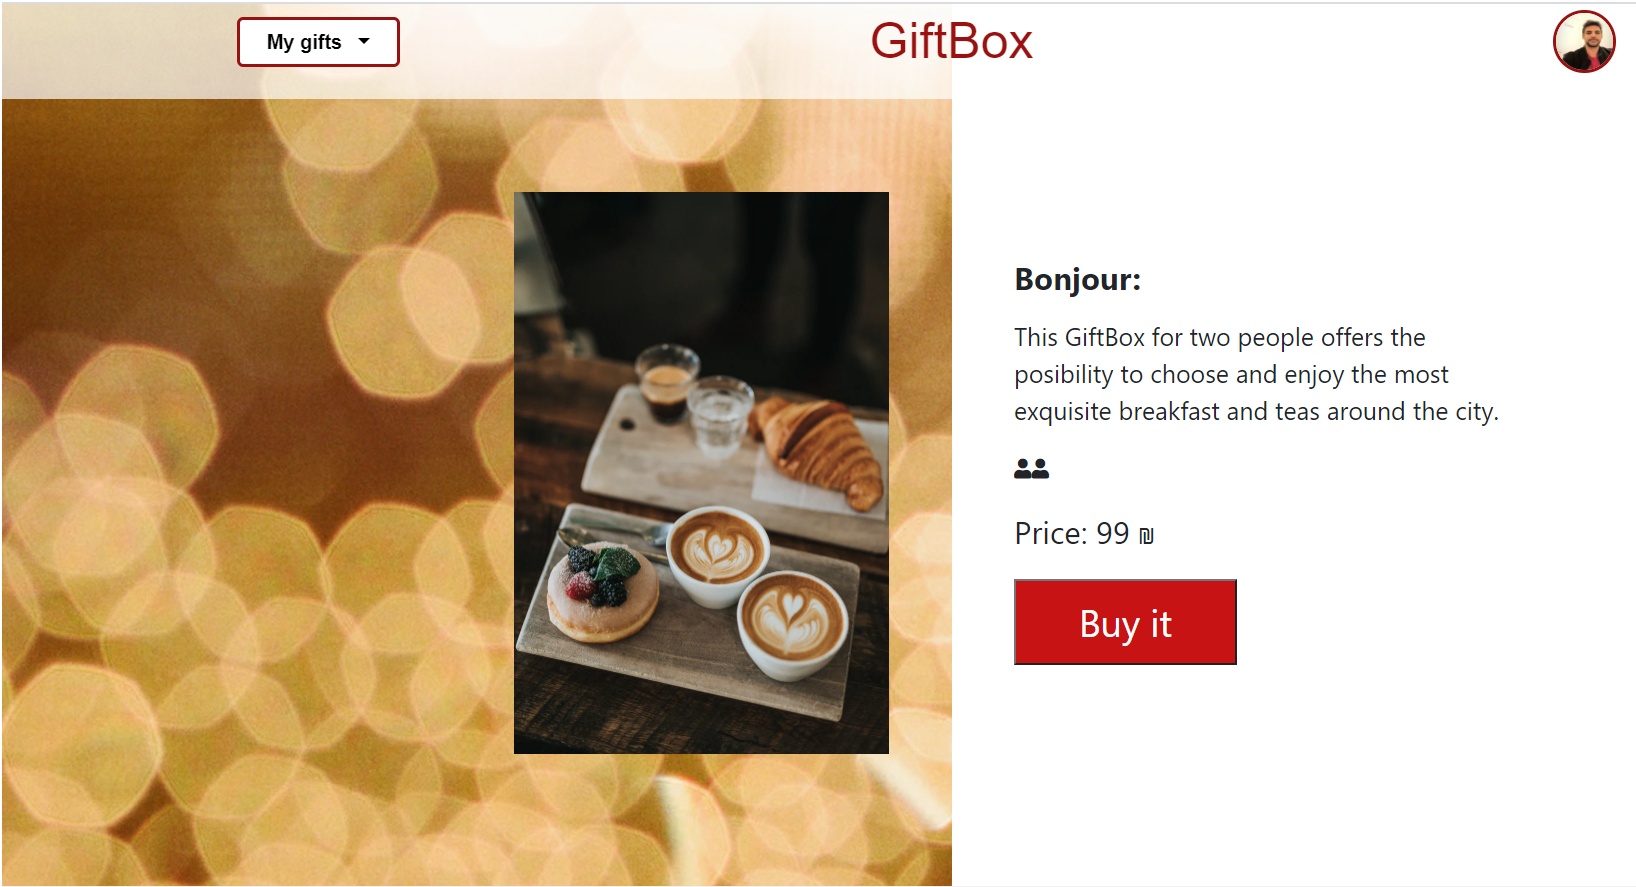 My gifts
GiftBox
Bonjour:
This GiftBox for two people offers the
posibility to choose and enjoy the most
exquisite breakfast and teas around the city.
Price: 99 ₪
Buy it